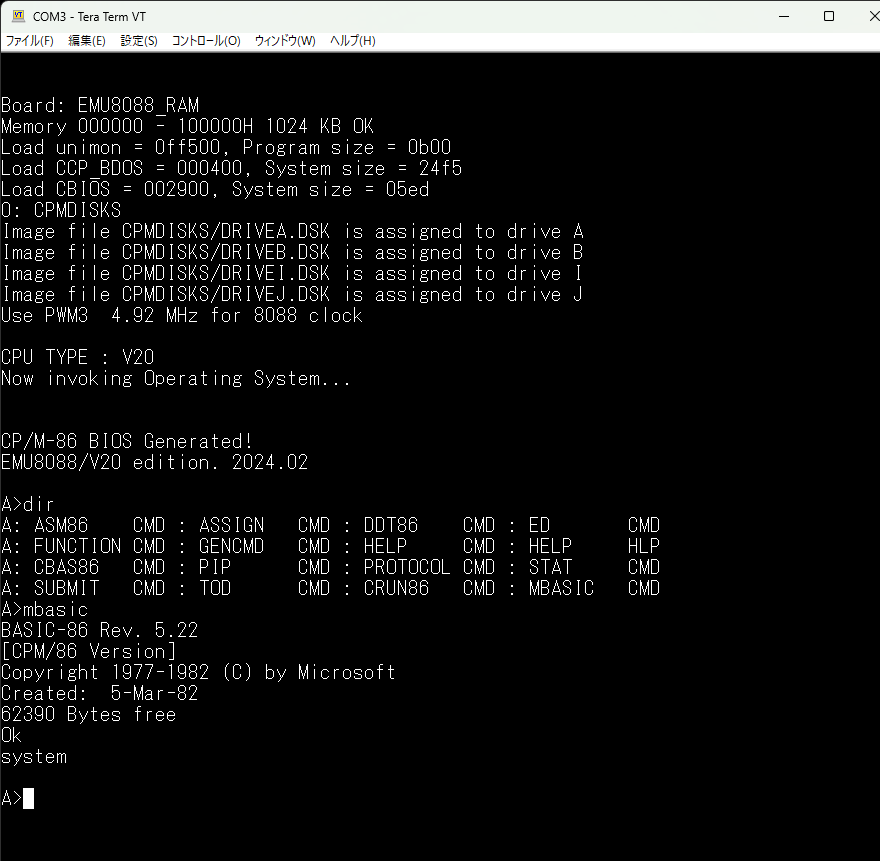 COM3 - Tera Term VT
ファイル(F) 編集(E) 設定(S) コントロール(O) ウィンドウ(W) ヘルプ(H)
Board: EMU8088_RAM
Memory 000000 - 100000H 1024 KB OK
Load unimon = 0ff500, Program size = 0b00
Load CCP_BDOS = 000400, System size = 24f5
Load CBIOS = 002900, System size = 05ed
0: CPMDISKS
Image file CPMDISKS/DRIVEA.DSK is assigned to drive A
Image file CPMDISKS/DRIVEB.DSK is assigned to drive B
Image file CPMDISKS/DRIVEI.DSK is assigned to drive I
Image file CPMDISKS/DRIVEJ.DSK is assigned to drive J
Use PWM3  4.92 MHz for 8088 clock
CPU TYPE : V20
Now invoking Operating System...
CP/M-86 BIOS Generated!
EMU8088/V20 edition. 2024.02
A>dir
A: ASM86    CMD : ASSIGN   CMD : DDT86    CMD : ED       CMD
A: FUNCTION CMD : GENCMD   CMD : HELP     CMD : HELP     HLP
A: CBAS86   CMD : PIP      CMD : PROTOCOL CMD : STAT     CMD
A: SUBMIT   CMD : TOD      CMD : CRUN86   CMD : MBASIC   CMD
A>mbasic
BASIC-86 Rev. 5.22
[CPM/86 Version]
Copyright 1977-1982 (C) by Microsoft
Created:  5-Mar-82
62390 Bytes free
Ok
system
A>